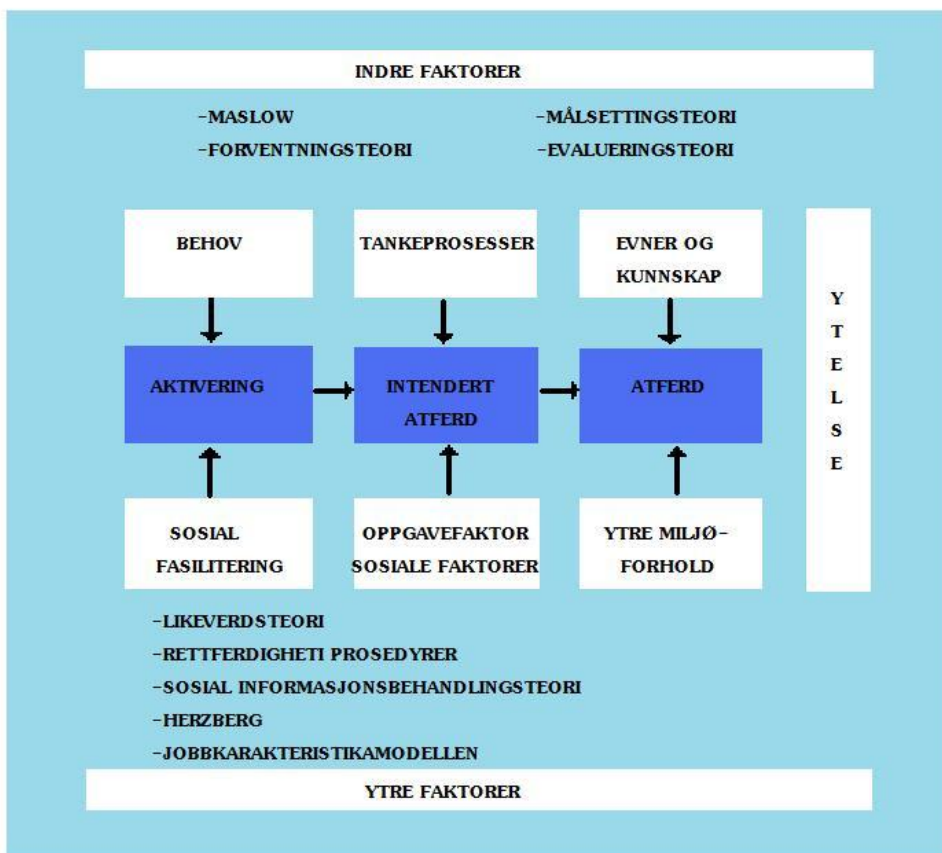 INDRE FAKTORER
-MASLOW
-FORVENTNINGSTEORI
-MÅLSETTINGSTEORI
-EVALUERINGSTEORI
BEHOV
TANKEPROSESSER
EVNER OG
KUNNSKAP
AKTIVERING
INTENDERT
ATFERD
ATFERD
SOSIAL
FASILITERING
OPPGAVEFAKTOR
SOSIALE FAKTORER
YTRE MILJØ-
FORHOLD
Y
T
E
L
S
E
-LIKEVERDSTEORI
-RETTFERDIGHETI PROSEDYRER
-SOSIAL INFORMASJONSBEHANDLINGSTEORI
-HERZBERG
-JOBBKARAKTERISTIKAMODELLEN
YTRE FAKTORER